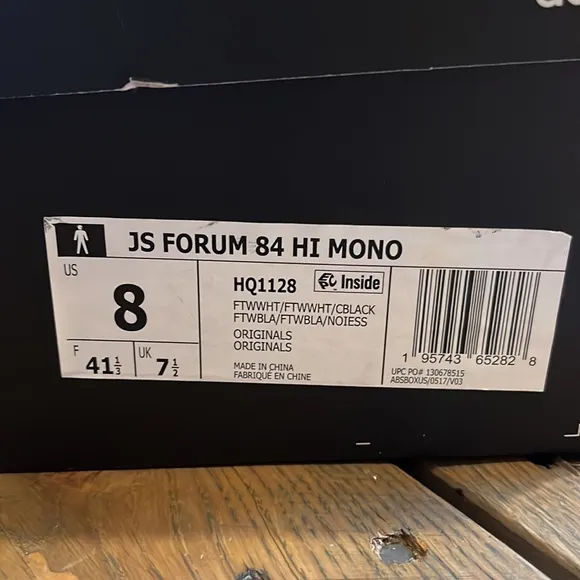 JS FORUM 84 HI MONO
US
8
F
41 1/3
UK
7 1/2
HQ1128
Inside
FTWWHT/FTWWHT/CBLACK
FTWBLA/FTWBLA/NOIESS
ORIGINALS
ORIGINALS
MADE IN CHINA
FABRIQUÉ EN CHINE
1 95743 65282 8
UPC PO# 130678515
ABSBOXUS/0517/V03